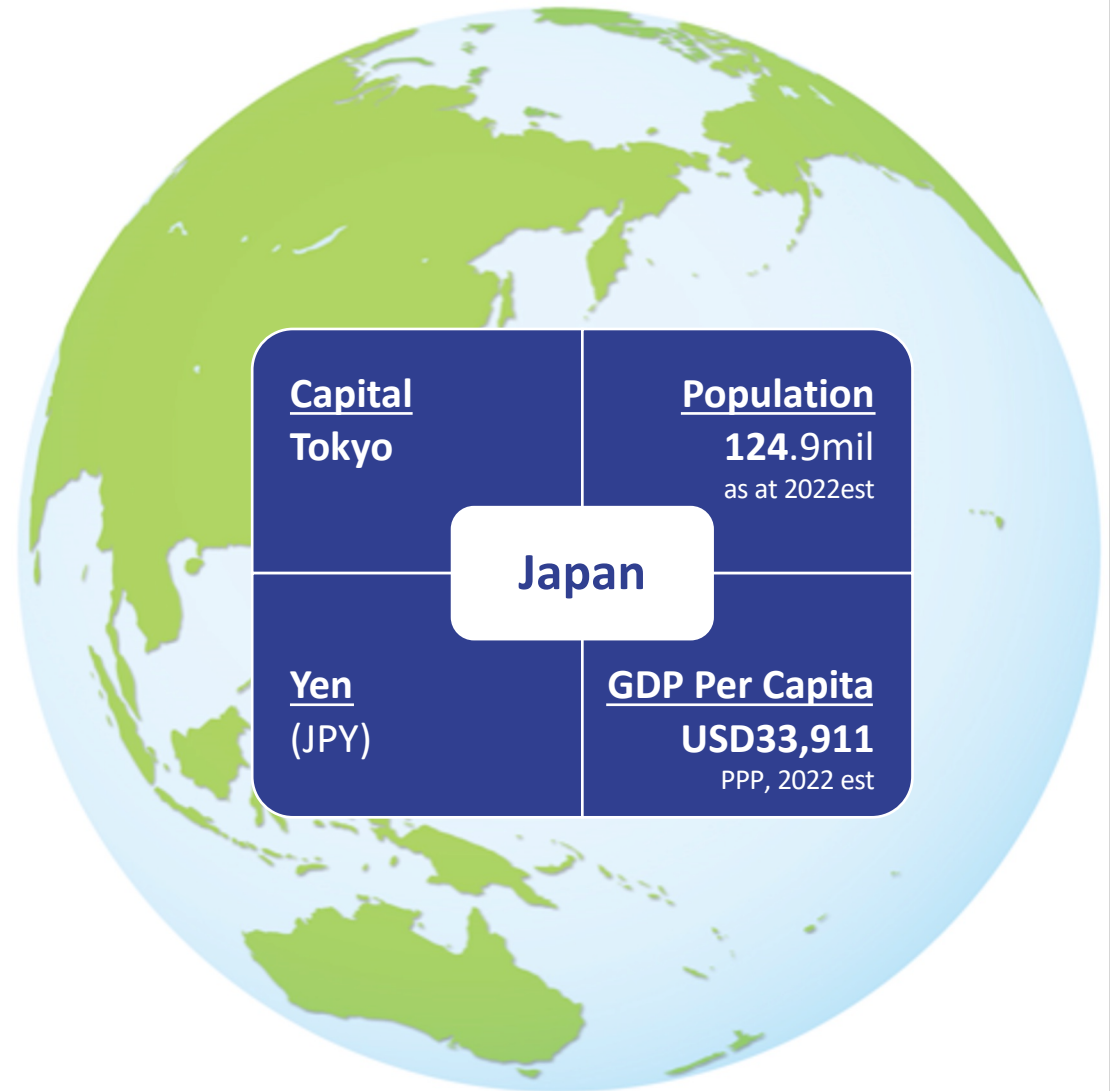 Capital
Tokyo
Population
124.9mil
as at 2022est
Japan
Yen
(JPY)
GDP Per Capita
USD33,911
PPP, 2022 est